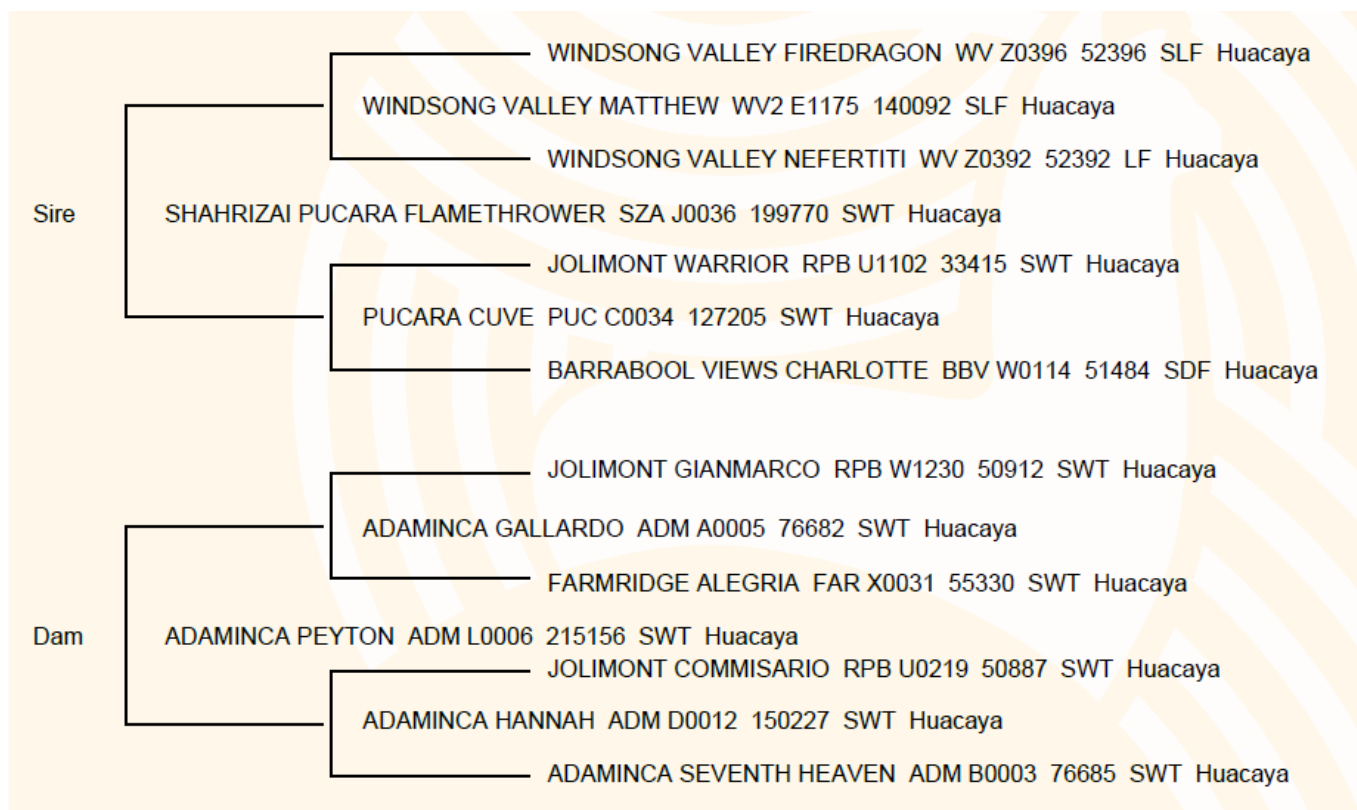 WINDSONG VALLEY FIREDRAGON WV Z0396 52396 SLF Huacaya
WINDSONG VALLEY MATTHEW WV2 E1175 140092 SLF Huacaya
WINDSONG VALLEY NEFERTITI WV Z0392 52392 LF Huacaya
Sire SHAHRIZAI PUCARA FLAMETHROWER SZA J0036 199770 SWT Huacaya
JOLIMONT WARRIOR RPB U1102 33415 SWT Huacaya
PUCARA CUVE PUC C0034 127205 SWT Huacaya
BARRABOOL VIEWS CHARLOTTE BBV W0114 51484 SDF Huacaya
JOLIMONT GIANMARCO RPB W1230 50912 SWT Huacaya
ADAMINCA GALLARDO ADM A0005 76682 SWT Huacaya
FARMRIDGE ALEGRIA FAR X0031 55330 SWT Huacaya
Dam ADAMINCA PEYTON ADM L0006 215156 SWT Huacaya
JOLIMONT COMMISARIO RPB U0219 50887 SWT Huacaya
ADAMINCA HANNAH ADM D0012 150227 SWT Huacaya
ADAMINCA SEVENTH HEAVEN ADM B0003 76685 SWT Huacaya